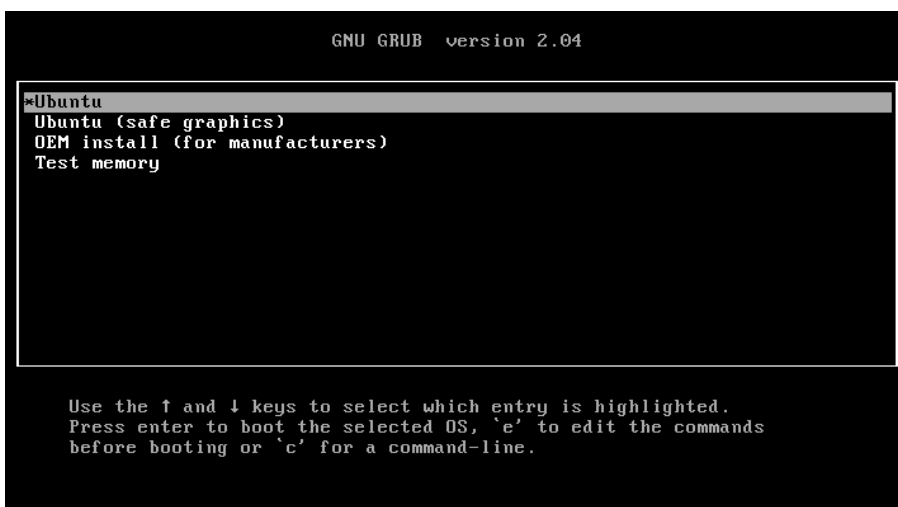 GNU GRUB version 2.04
*Ubuntu
Ubuntu (safe graphics)
OEM install (for manufacturers)
Test memory
Use the ↑ and ↓ keys to select which entry is highlighted.
Press enter to boot the selected OS, `e' to edit the commands
before booting or `c' for a command-line.